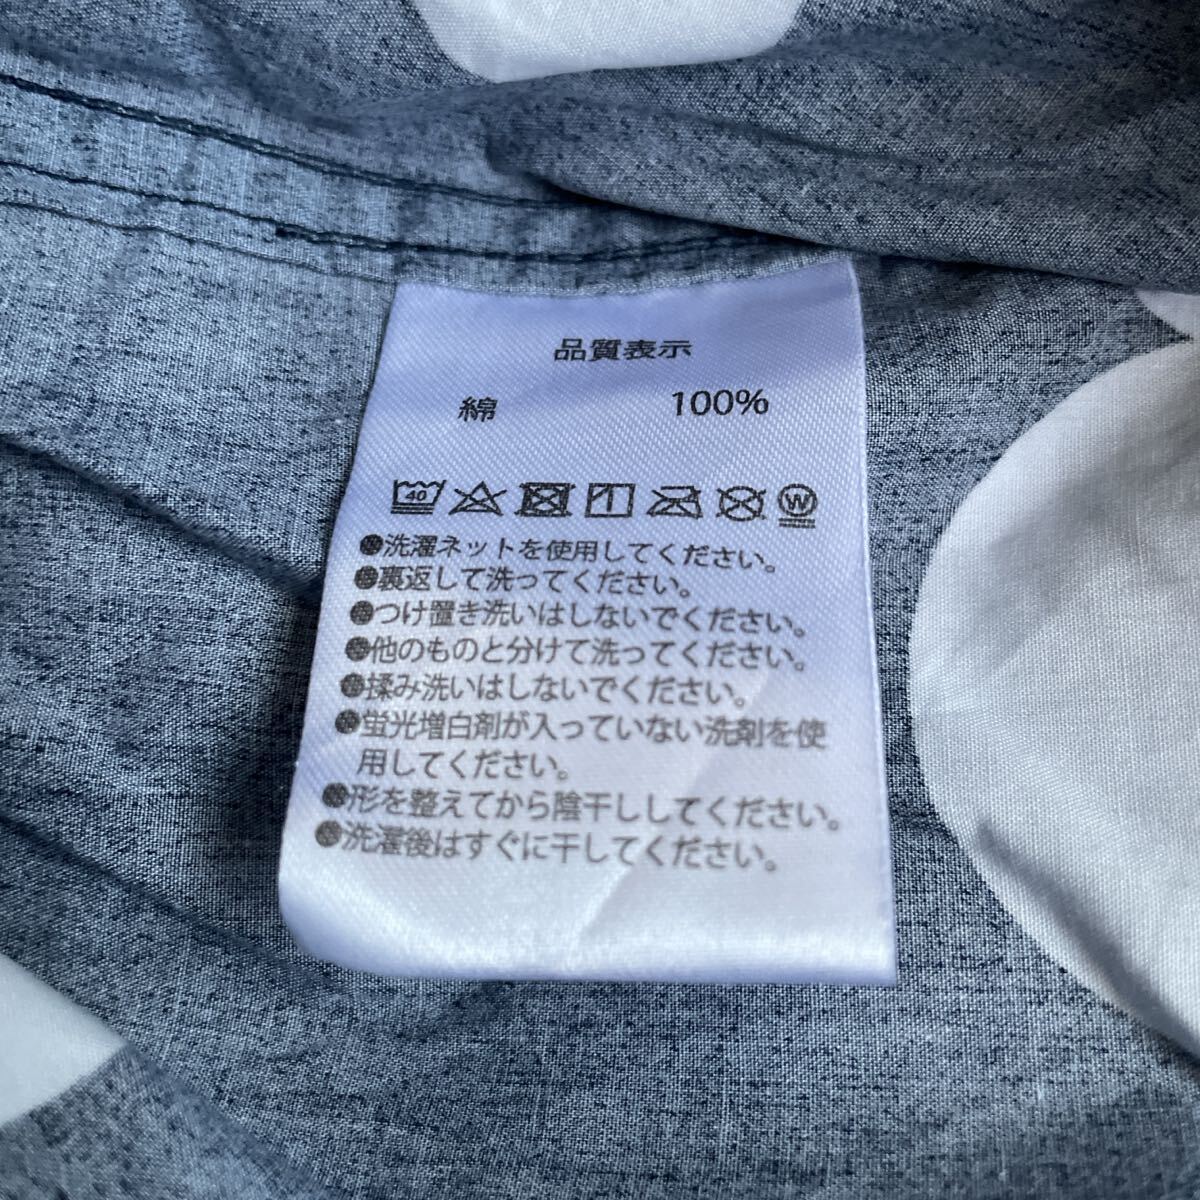 品質表示
綿 100%
40 W
●洗濯ネットを使用してください。
●裏返して洗ってください。
●つけ置き洗いはしないでください。
●他のものと分けて洗ってください。
●揉み洗いはしないでください。
●蛍光増白剤が入っていない洗剤を使
用してください。
●形を整えてから陰干ししてください。
●洗濯後はすぐに干してください。